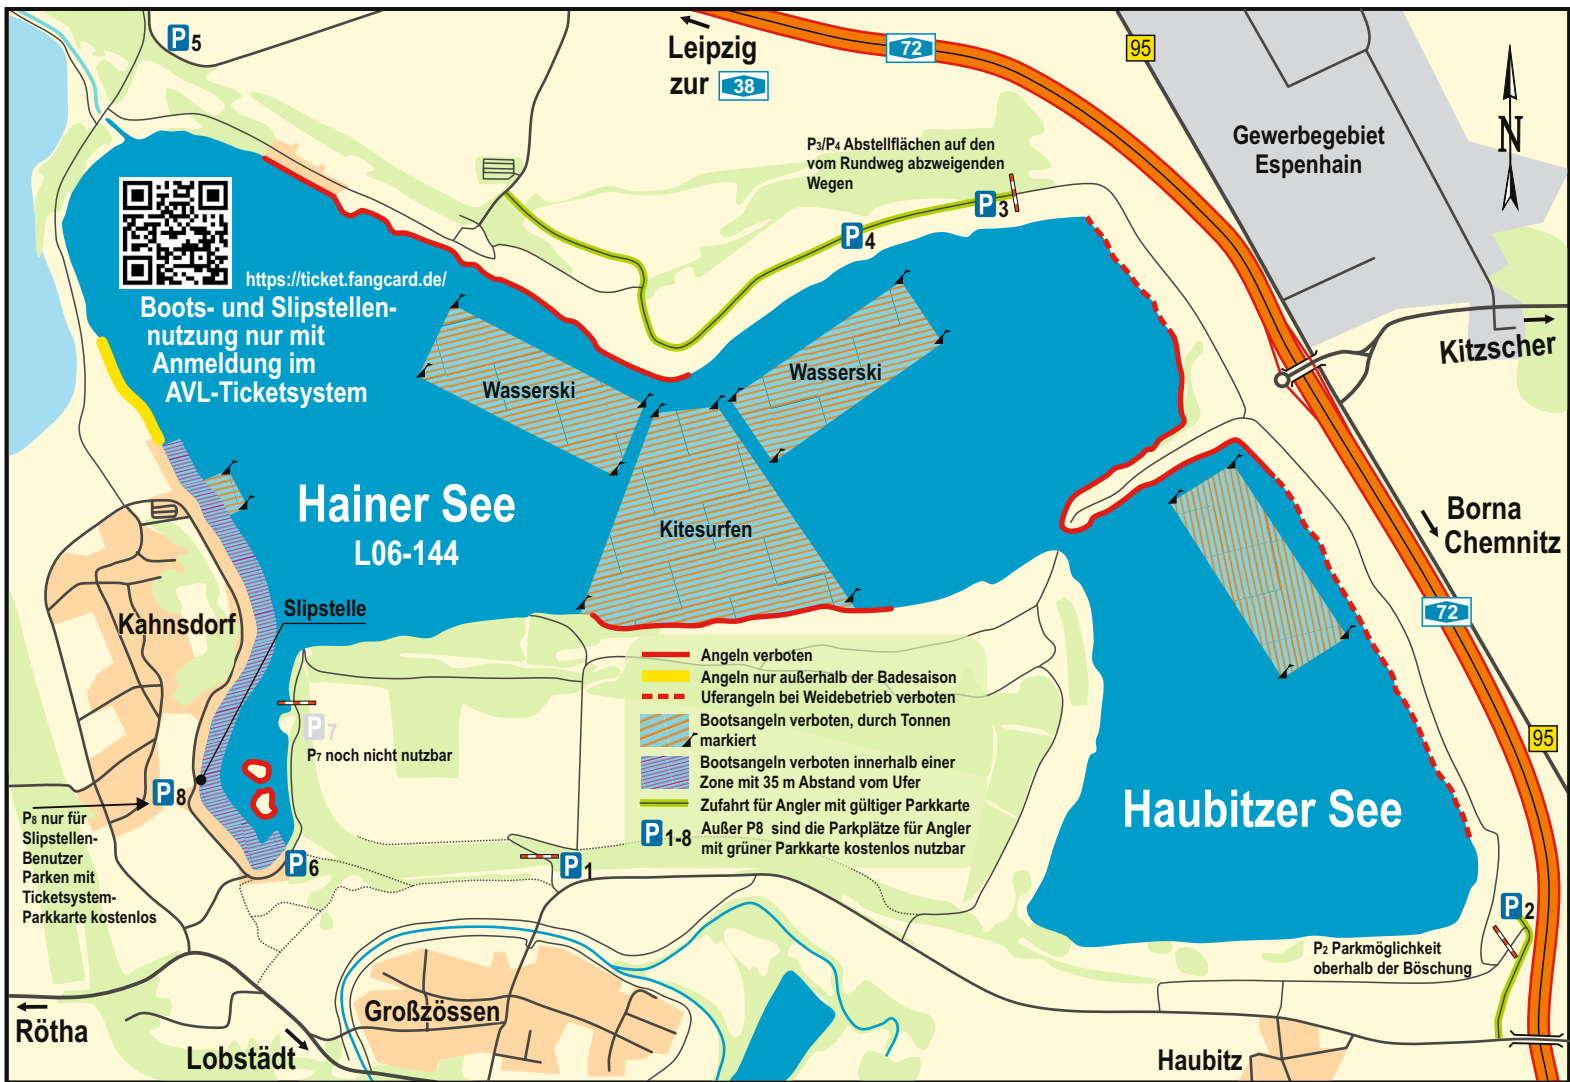 P5
Leipzig
zur 38
72
95
N
Gewerbegebiet
Espenhain
P3/P4 Abstellflächen auf den
vom Rundweg abzweigenden
Wegen
P3
P4
https://ticket.fangcard.de/
Boots- und Slipstellen-
nutzung nur mit
Anmeldung im
AVL-Ticketsystem
Kitzscher
Wasserski
Wasserski
Hainer See
L06-144
Kitesurfen
Borna
Chemnitz
72
Kahnsdorf
Slipstelle
P7
P7 noch nicht nutzbar
Angeln verboten
Angeln nur außerhalb der Badesaison
Uferangeln bei Weidebetrieb verboten
Bootsangeln verboten, durch Tonnen
markiert
Bootsangeln verboten innerhalb einer
Zone mit 35 m Abstand vom Ufer
Zufahrt für Angler mit gültiger Parkkarte
P1-8 Außer P8 sind die Parkplätze für Angler
mit grüner Parkkarte kostenlos nutzbar
95
Haubitzer See
P8
P8 nur für
Slipstellen-
Benutzer
Parken mit
Ticketsystem-
Parkkarte kostenlos
P6
P1
P2
P2 Parkmöglichkeit
oberhalb der Böschung
Rötha
Lobstädt
Großzössen
Haubitz